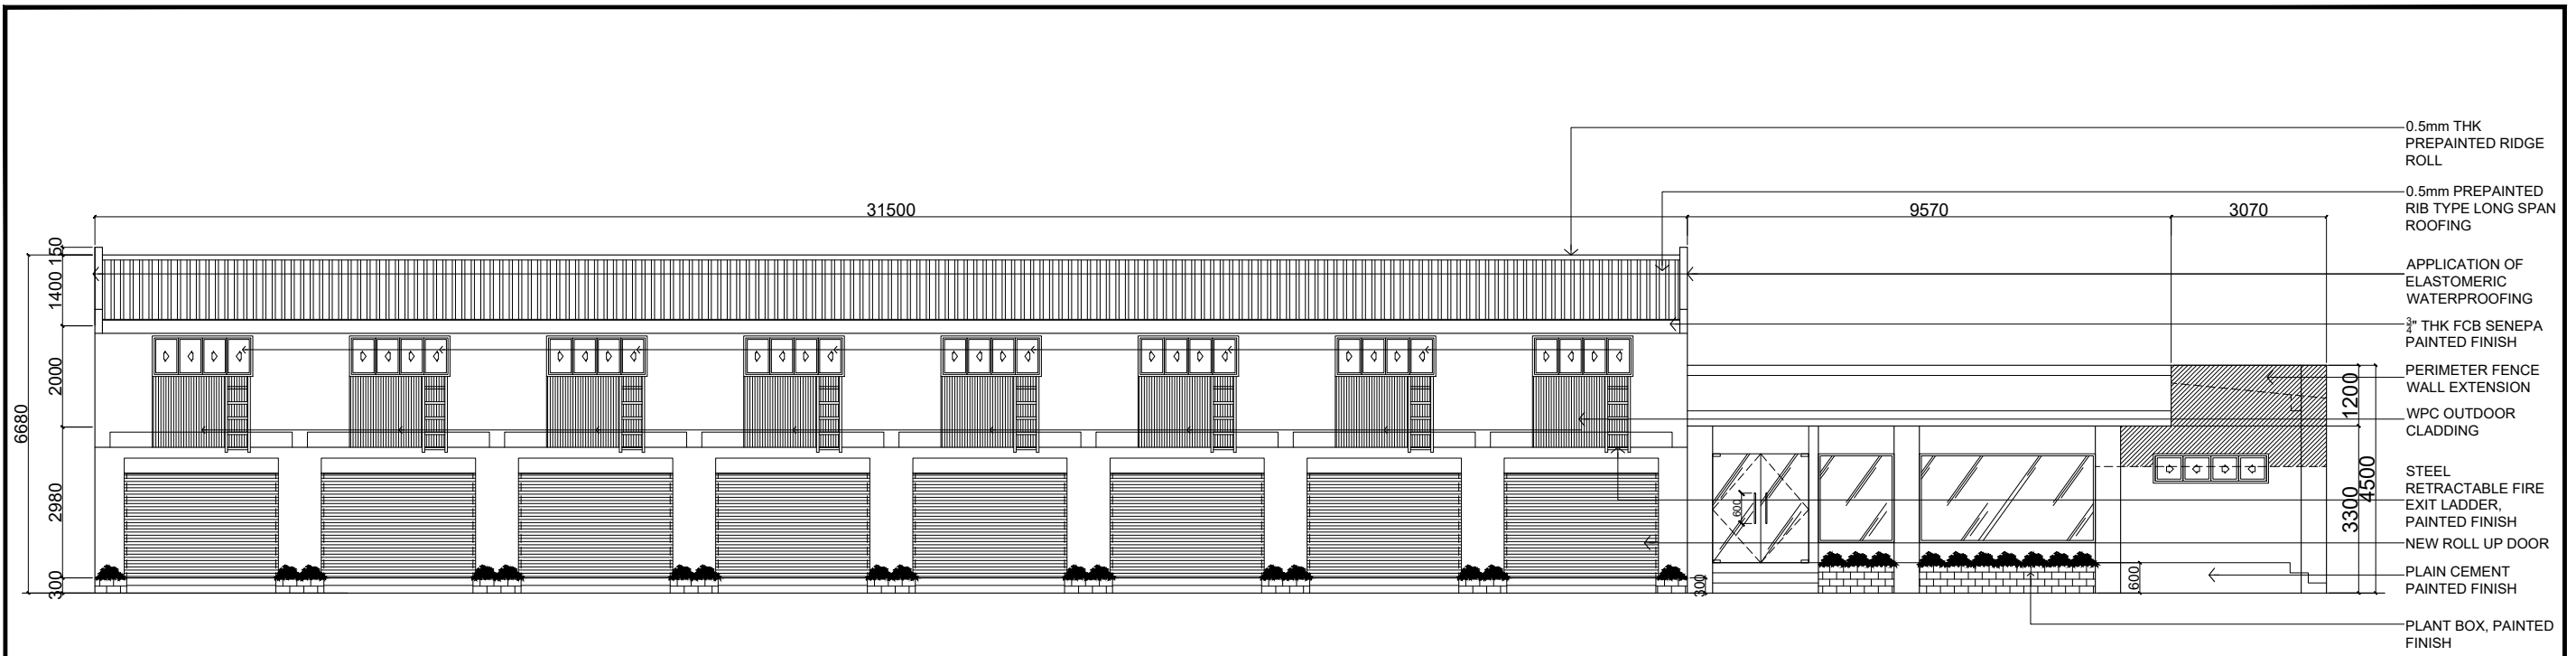 0.5mm THK
PREPAINTED RIDGE
ROLL
0.5mm PREPAINTED
RIB TYPE LONG SPAN
ROOFING
31500
9570
3070
150
1400
2000
6680
2980
300
APPLICATION OF
ELASTOMERIC
WATERPROOFING
3/4" THK FCB SENEPA
PAINTED FINISH
PERIMETER FENCE
WALL EXTENSION
WPC OUTDOOR
CLADDING
STEEL
RETRACTABLE FIRE
EXIT LADDER,
PAINTED FINISH
NEW ROLL UP DOOR
PLAIN CEMENT
PAINTED FINISH
PLANT BOX, PAINTED
FINISH
1200
3300
4500
600
300
600